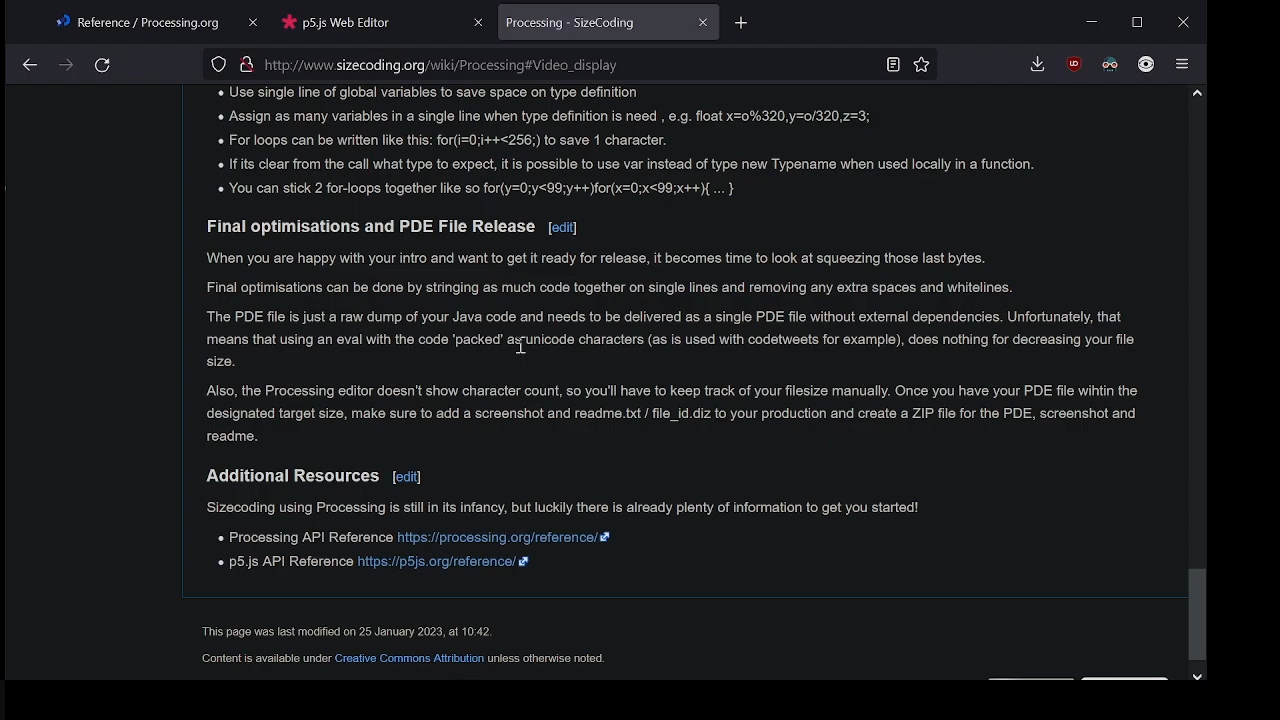 Reference / Processing.org
p5.js Web Editor
Processing - SizeCoding
http://www.sizecoding.org/wiki/Processing#Video_display
• Use single line of global variables to save space on type definition
• Assign as many variables in a single line when type definition is need , e.g. float x=o%320,y=o/320,z=3;
• For loops can be written like this: for(i=0;i++<256;) to save 1 character.
• If its clear from the call what type to expect, it is possible to use var instead of type new Typename when used locally in a function.
• You can stick 2 for-loops together like so for(y=0;y<99;y++)for(x=0;x<99;x++){ ... }
Final optimisations and PDE File Release [edit]
When you are happy with your intro and want to get it ready for release, it becomes time to look at squeezing those last bytes.
Final optimisations can be done by stringing as much code together on single lines and removing any extra spaces and whitelines.
The PDE file is just a raw dump of your Java code and needs to be delivered as a single PDE file without external dependencies. Unfortunately, that
means that using an eval with the code 'packed' as unicode characters (as is used with codetweets for example), does nothing for decreasing your file
size.
Also, the Processing editor doesn't show character count, so you'll have to keep track of your filesize manually. Once you have your PDE file wihtin the
designated target size, make sure to add a screenshot and readme.txt / file_id.diz to your production and create a ZIP file for the PDE, screenshot and
readme.
Additional Resources [edit]
Sizecoding using Processing is still in its infancy, but luckily there is already plenty of information to get you started!
• Processing API Reference https://processing.org/reference/
• p5.js API Reference https://p5js.org/reference/
This page was last modified on 25 January 2023, at 10:42.
Content is available under Creative Commons Attribution unless otherwise noted.